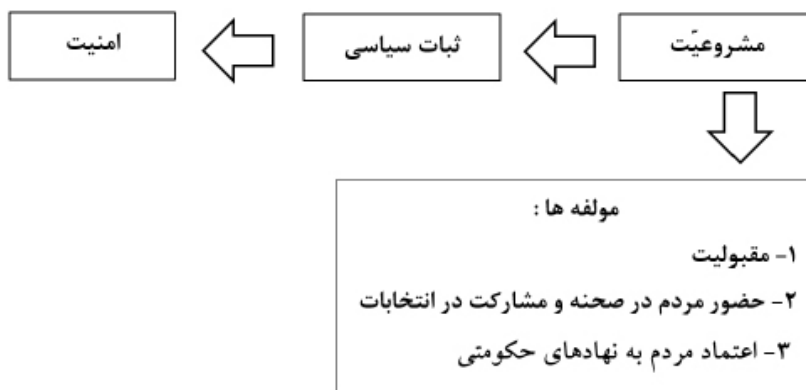 مشروعیّت
ثبات سیاسی
امنیت
مولفه ها :
۱- مقبولیت
۲- حضور مردم در صحنه و مشارکت در انتخابات
۳- اعتماد مردم به نهادهای حکومتی